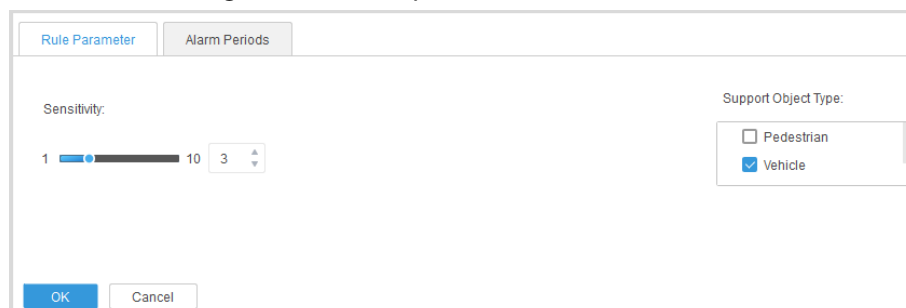 Rule Parameter Alarm Periods
Sensitivity:
Support Object Type:
Pedestrian
1 10 3
Vehicle
OK Cancel